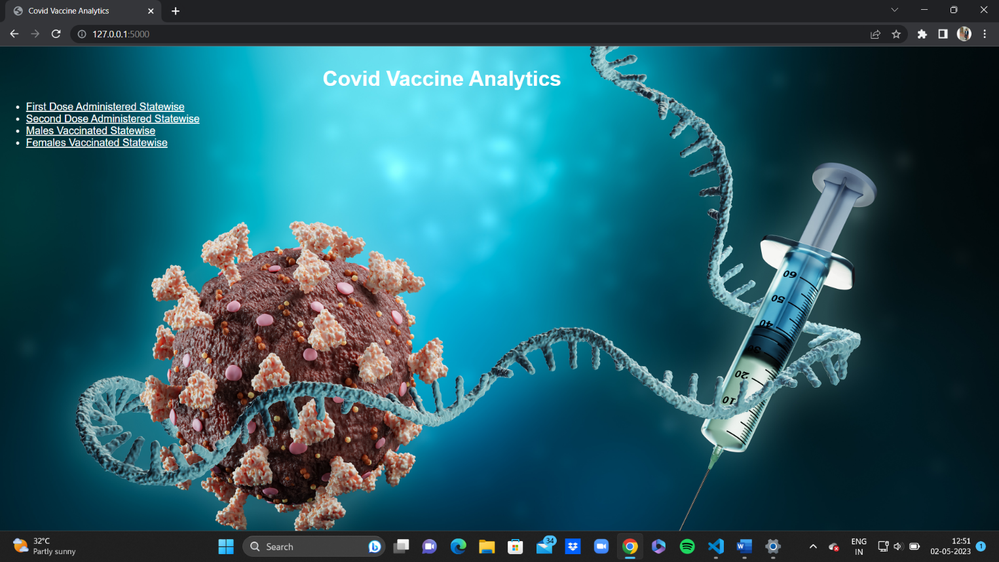 Covid Vaccine Analytics
127.0.0.1:5000
Covid Vaccine Analytics
First Dose Administered Statewise
Second Dose Administered Statewise
Males Vaccinated Statewise
Females Vaccinated Statewise
60
50
40
30
20
10
32°C
Partly sunny
Search
34
ENG
IN
12:51
02-05-2023
1